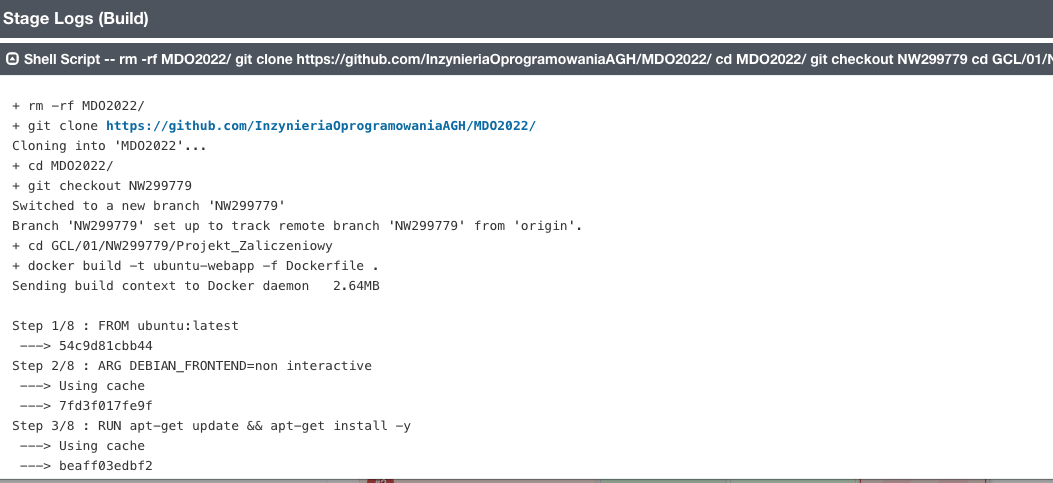 Stage Logs (Build)
Shell Script -- rm -rf MDO2022/ git clone https://github.com/InzynieriaOprogramowaniaAGH/MDO2022/ cd MDO2022/ git checkout NW299779 cd GCL/01/N
+ rm -rf MDO2022/
+ git clone https://github.com/InzynieriaOprogramowaniaAGH/MDO2022/
Cloning into 'MDO2022'...
+ cd MDO2022/
+ git checkout NW299779
Switched to a new branch 'NW299779'
Branch 'NW299779' set up to track remote branch 'NW299779' from 'origin'.
+ cd GCL/01/NW299779/Projekt_Zaliczeniowy
+ docker build -t ubuntu-webapp -f Dockerfile .
Sending build context to Docker daemon   2.64MB
Step 1/8 : FROM ubuntu:latest
---> 54c9d81cbb44
Step 2/8 : ARG DEBIAN_FRONTEND=non interactive
---> Using cache
---> 7fd3f017fe9f
Step 3/8 : RUN apt-get update && apt-get install -y
---> Using cache
---> beaff03edbf2